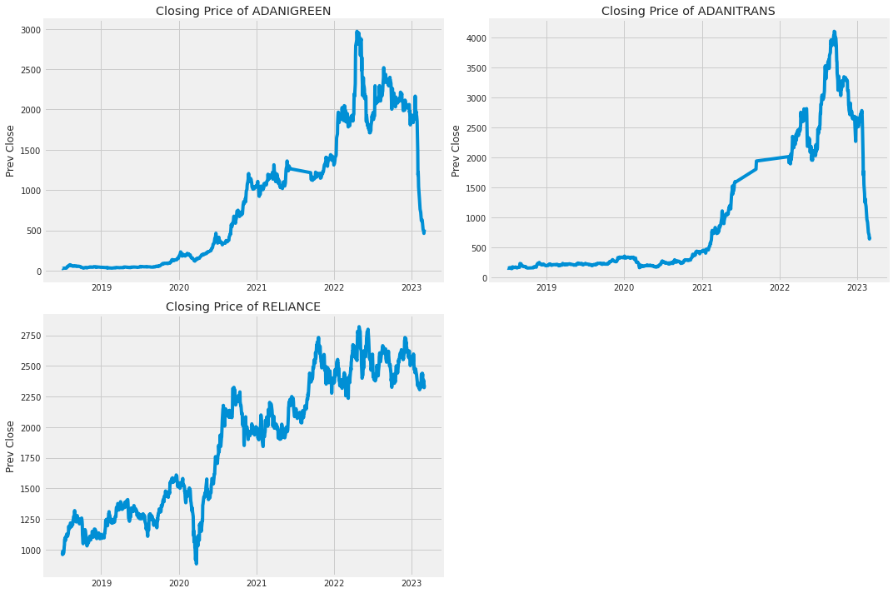 Closing Price of ADANIGREEN
Prev Close
3000
2500
2000
1500
1000
500
0
2019 2020 2021 2022 2023
Closing Price of ADANITRANS
Prev Close
4000
3500
3000
2500
2000
1500
1000
500
0
2019 2020 2021 2022 2023
Closing Price of RELIANCE
Prev Close
2750
2500
2250
2000
1750
1500
1250
1000
2019 2020 2021 2022 2023